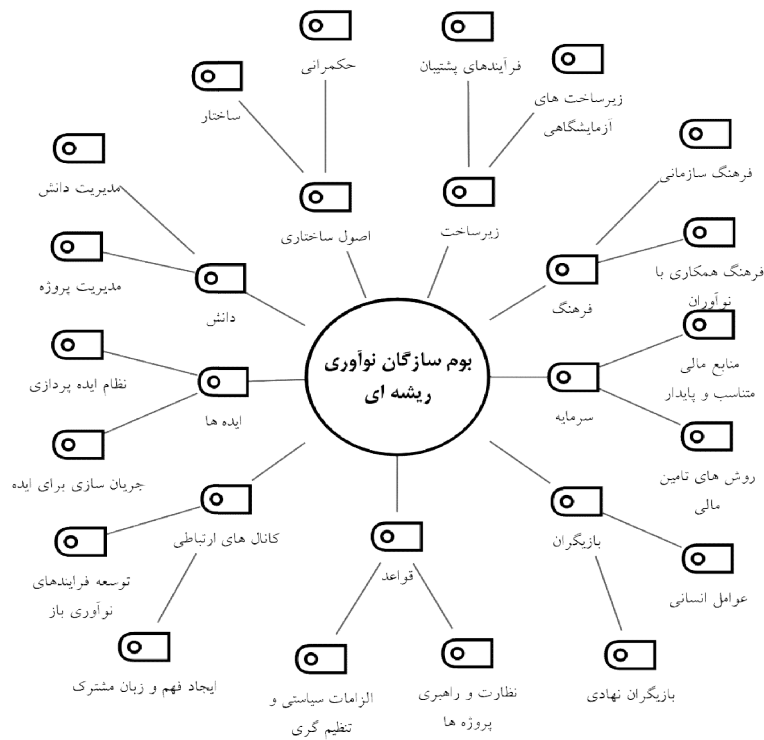 حکمرانی
فرآیندهای پشتیبان
ساختار
زیرساخت های
آزمایشگاهی
مدیریت دانش
فرهنگ سازمانی
اصول ساختاری
زیرساخت
مدیریت پروژه
دانش
فرهنگ
فرهنگ همکاری با
نوآوران
بوم سازگان نوآوری
ریشه ای
نظام ایده پردازی
ایده ها
سرمایه
منابع مالی
متناسب و پایدار
جریان سازی برای ایده
روش های تامین
مالی
کانال های ارتباطی
بازیگران
قواعد
توسعه فرایندهای
نوآوری باز
عوامل انسانی
ایجاد فهم و زبان مشترک
الزامات سیاستی و
تنظیم گری
نظارت و راهبری
پروژه ها
بازیگران نهادی